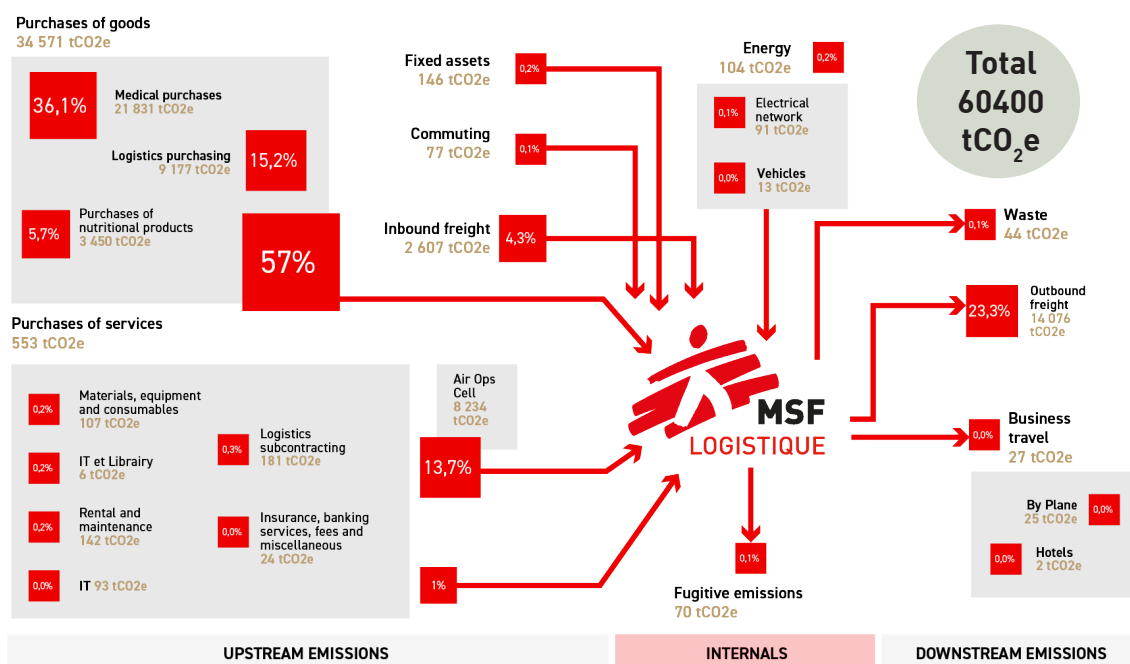 Purchases of goods
34 571 tCO2e
36,1%
Medical purchases
21 831 tCO2e
Logistics purchasing
9 177 tCO2e
15,2%
5,7%
Purchases of
nutritional products
3 450 tCO2e
57%
Fixed assets
146 tCO2e
0,2%
Commuting
77 tCO2e
0,1%
Inbound freight
2 607 tCO2e
4,3%
Energy
104 tCO2e
0,2%
0,1%
Electrical
network
91 tCO2e
0,0%
Vehicles
13 tCO2e
Total
60400
tCO2e
0,1%
Waste
44 tCO2e
23,3%
Outbound
freight
14 076
tCO2e
0,0%
Business
travel
27 tCO2e
By Plane
25 tCO2e
0,0%
0,0%
Hotels
2 tCO2e
Purchases of services
553 tCO2e
0,2%
Materials, equipment
and consumables
107 tCO2e
0,2%
IT et Librairy
6 tCO2e
0,2%
Rental and
maintenance
142 tCO2e
0,0%
IT 93 tCO2e
0,3%
Logistics
subcontracting
181 tCO2e
0,0%
Insurance, banking
services, fees and
miscellaneous
24 tCO2e
Air Ops
Cell
8 234
tCO2e
13,7%
1%
MSF
LOGISTIQUE
0,1%
Fugitive emissions
70 tCO2e
UPSTREAM EMISSIONS
INTERNALS
DOWNSTREAM EMISSIONS